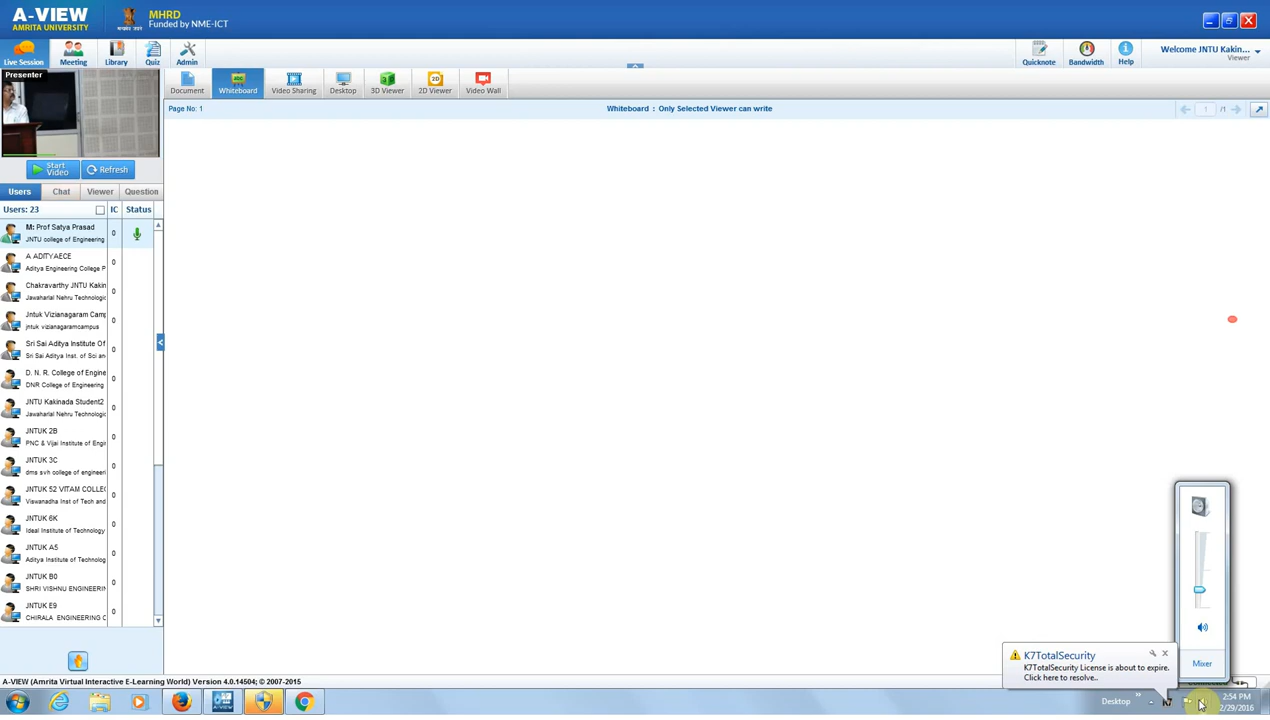 A-VIEW
AMRITA UNIVERSITY
MHRD
Funded by NME-ICT
Live Session
Meeting
Library
Quiz
Admin
Quicknote
Bandwidth
Help
Welcome JNTU Kakin...
Viewer
Presenter
Document
Whiteboard
Video Sharing
Desktop
3D Viewer
2D Viewer
Video Wall
Page No: 1
Whiteboard : Only Selected Viewer can write
1
/1
Start Video
Refresh
Users
Chat
Viewer
Question
Users: 23
IC
Status
M: Prof Satya Prasad
JNTU college of Engineering
0
A ADITYAECE
Aditya Engineering College P
0
Chakravarthy JNTU Kakin
Jawaharlal Nehru Technologic
0
Jntuk Vizianagaram Camp
jntuk vizianagaramcampus
0
Sri Sai Aditya Institute Of
Sri Sai Aditya Inst. of Sci an
0
D. N. R. College of Engine
DNR College of Engineering
0
JNTU Kakinada Student2
Jawaharlal Nehru Technologic
0
JNTUK 2B
PNC & Vijai Institute of Engi
0
JNTUK 3C
dms svh college of engineeri
0
JNTUK 52 VITAM COLLE
Viswanadha Inst of Tech and
0
JNTUK 6K
Ideal Institute of Technology
0
JNTUK A5
Aditya Institute of Technolog
0
JNTUK B0
SHRI VISHNU ENGINEERIN
0
JNTUK E9
CHIRALA ENGINEERING C
0
Mixer
K7TotalSecurity
K7TotalSecurity License is about to expire.
Click here to resolve..
A-VIEW (Amrita Virtual Interactive E-Learning World) Version 4.0.14504; © 2007-2015
Desktop
2:54 PM
2/29/2016